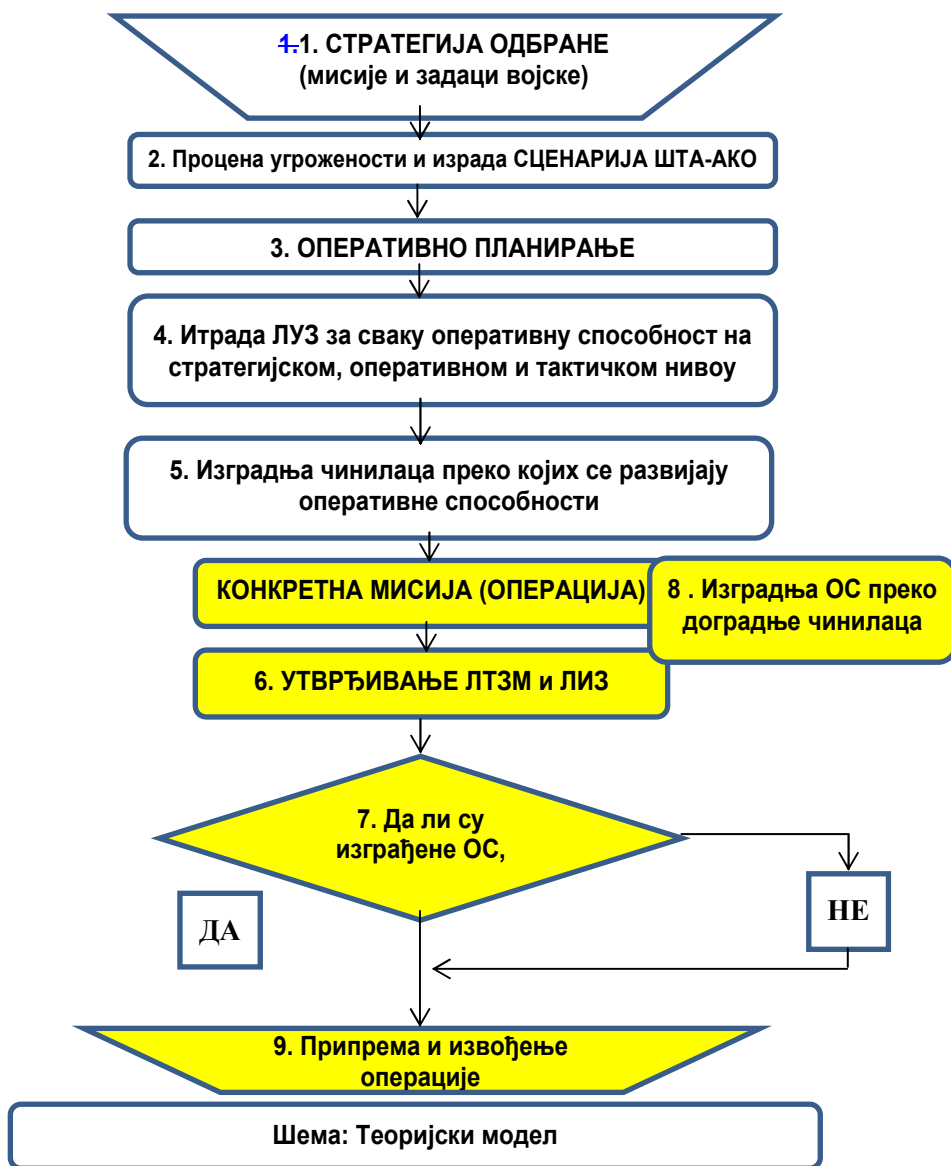 1.1. СТРАТЕГИЈА ОДБРАНЕ
(мисије и задаци војске)
2. Процена угрожености и израда СЦЕНАРИЈА ШТА-АКО
3. ОПЕРАТИВНО ПЛАНИРАЊЕ
4. Итрада ЛУЗ за сваку оперативну способност на
стратегијском, оперативном и тактичком нивоу
5. Изградња чинилаца преко којих се развијају
оперативне способности
КОНКРЕТНА МИСИЈА (ОПЕРАЦИЈА)
8 . Изградња ОС преко
доградње чинилаца
6. УТВРЂИВАЊЕ ЛТЗМ и ЛИЗ
7. Да ли су
изграђене ОС,
ДА
НЕ
9. Припрема и извођење
операције
Шема: Теоријски модел